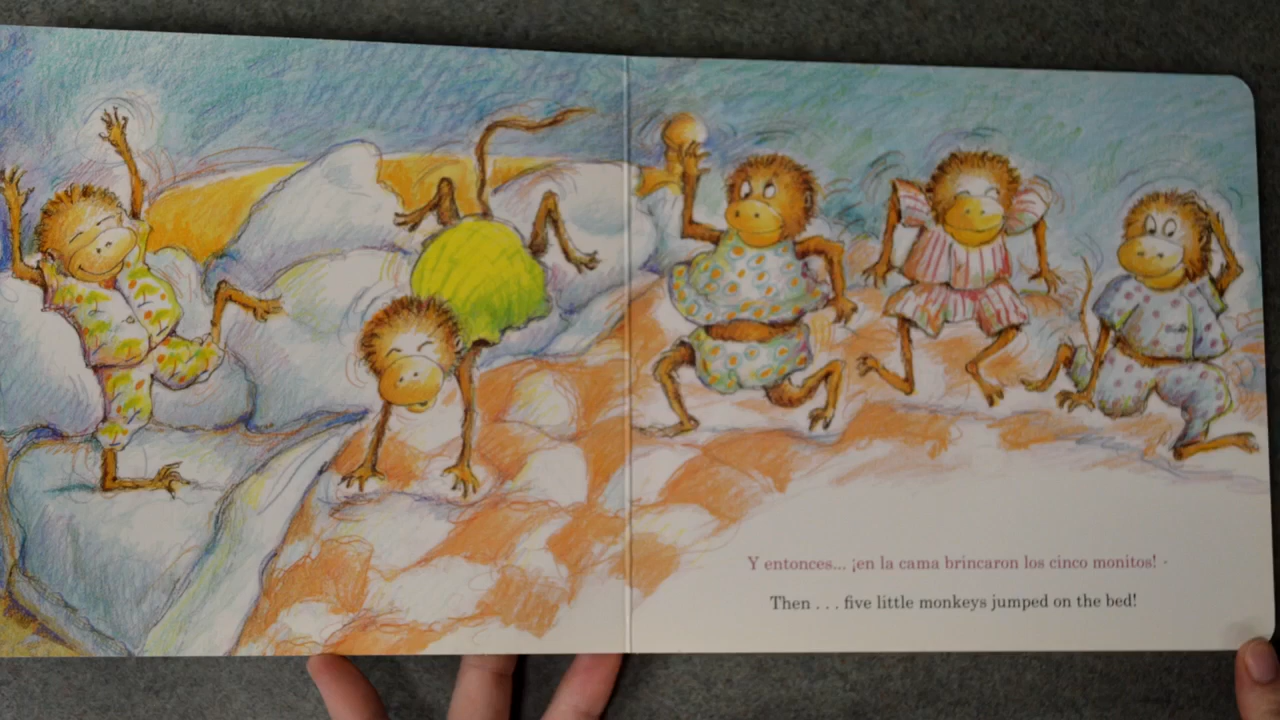 Y entonces... ¡en la cama brincaron los cinco monitos! -
Then . . . five little monkeys jumped on the bed!